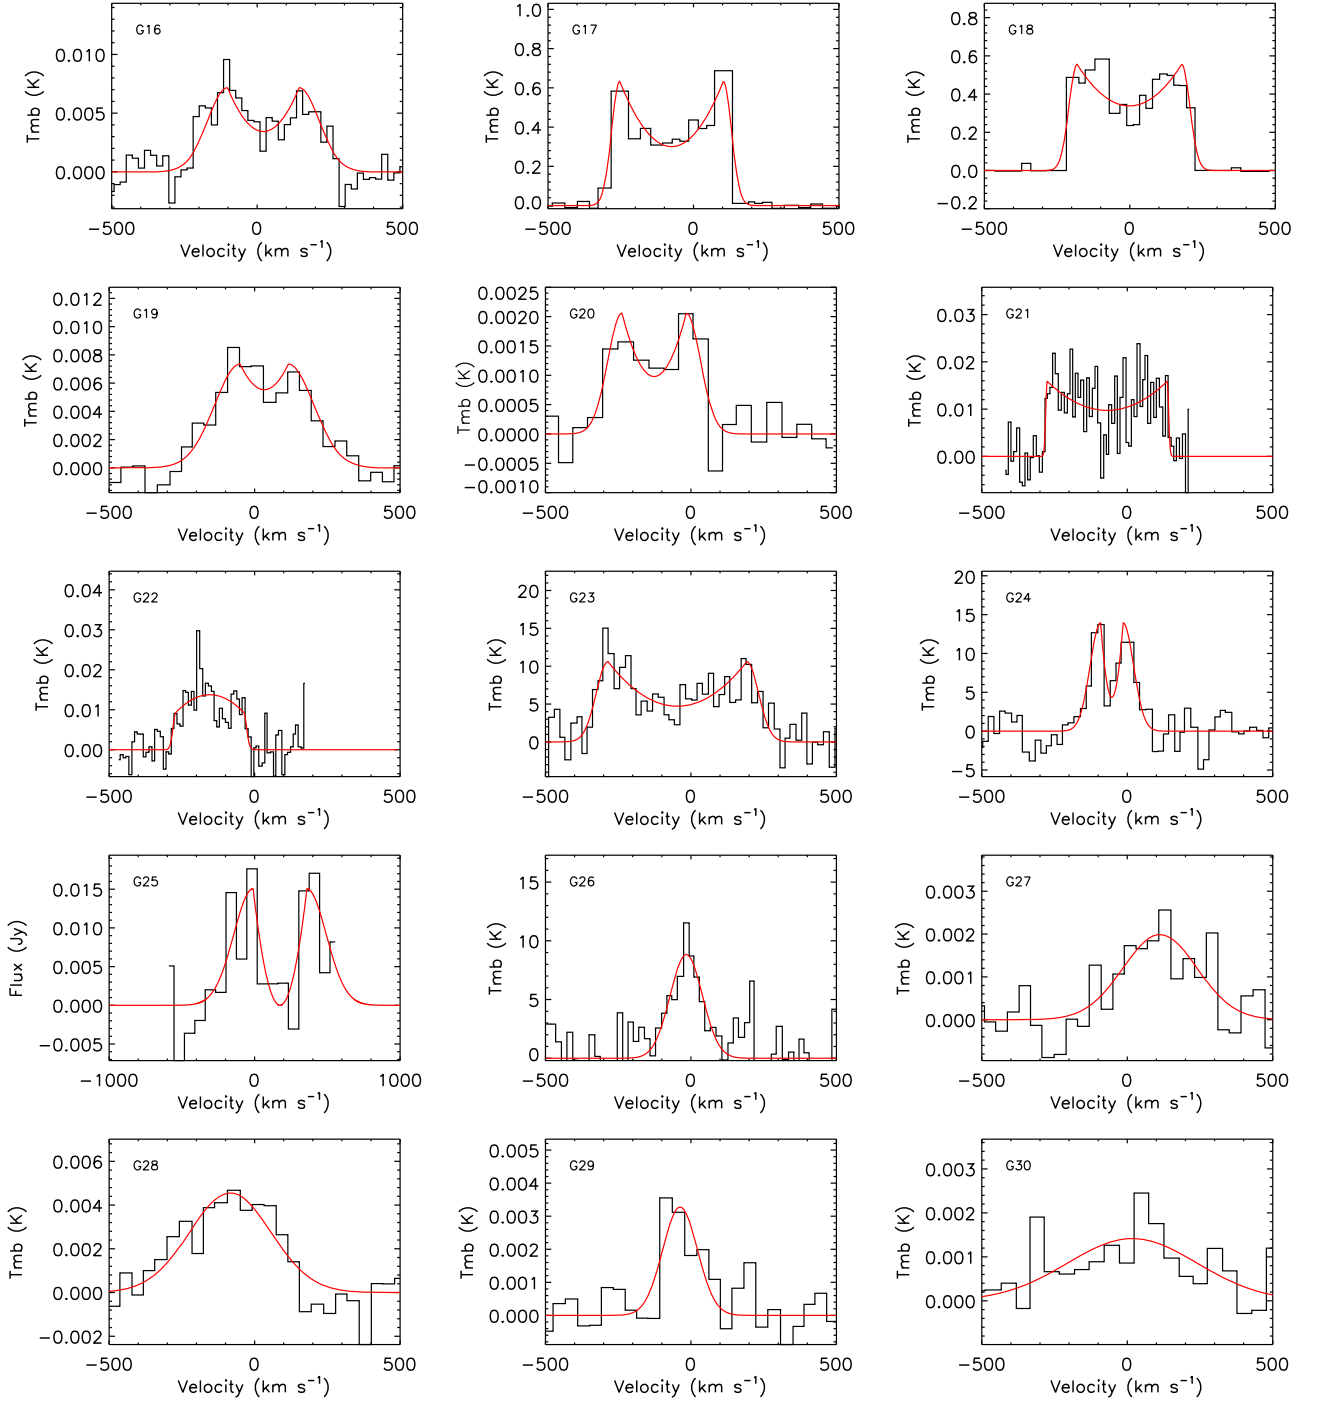 G16
Tmb (K)
0.010
0.005
0.000
−500 0 500
Velocity (km s⁻¹)
G17
Tmb (K)
1.0
0.8
0.6
0.4
0.2
0.0
−500 0 500
Velocity (km s⁻¹)
G18
Tmb (K)
0.8
0.6
0.4
0.2
0.0
−0.2
−500 0 500
Velocity (km s⁻¹)
G19
Tmb (K)
0.012
0.010
0.008
0.006
0.004
0.002
0.000
−500 0 500
Velocity (km s⁻¹)
G20
Tmb (K)
0.0025
0.0020
0.0015
0.0010
0.0005
0.0000
−0.0005
−0.0010
−500 0 500
Velocity (km s⁻¹)
G21
Tmb (K)
0.03
0.02
0.01
0.00
−500 0 500
Velocity (km s⁻¹)
G22
Tmb (K)
0.04
0.03
0.02
0.01
0.00
−500 0 500
Velocity (km s⁻¹)
G23
Tmb (K)
20
15
10
5
0
−500 0 500
Velocity (km s⁻¹)
G24
Tmb (K)
20
15
10
5
0
−5
−500 0 500
Velocity (km s⁻¹)
G25
Flux (Jy)
0.015
0.010
0.005
0.000
−0.005
−1000 0 1000
Velocity (km s⁻¹)
G26
Tmb (K)
15
10
5
0
−500 0 500
Velocity (km s⁻¹)
G27
Tmb (K)
0.003
0.002
0.001
0.000
−500 0 500
Velocity (km s⁻¹)
G28
Tmb (K)
0.006
0.004
0.002
0.000
−0.002
−500 0 500
Velocity (km s⁻¹)
G29
Tmb (K)
0.005
0.004
0.003
0.002
0.001
0.000
−500 0 500
Velocity (km s⁻¹)
G30
Tmb (K)
0.003
0.002
0.001
0.000
−500 0 500
Velocity (km s⁻¹)